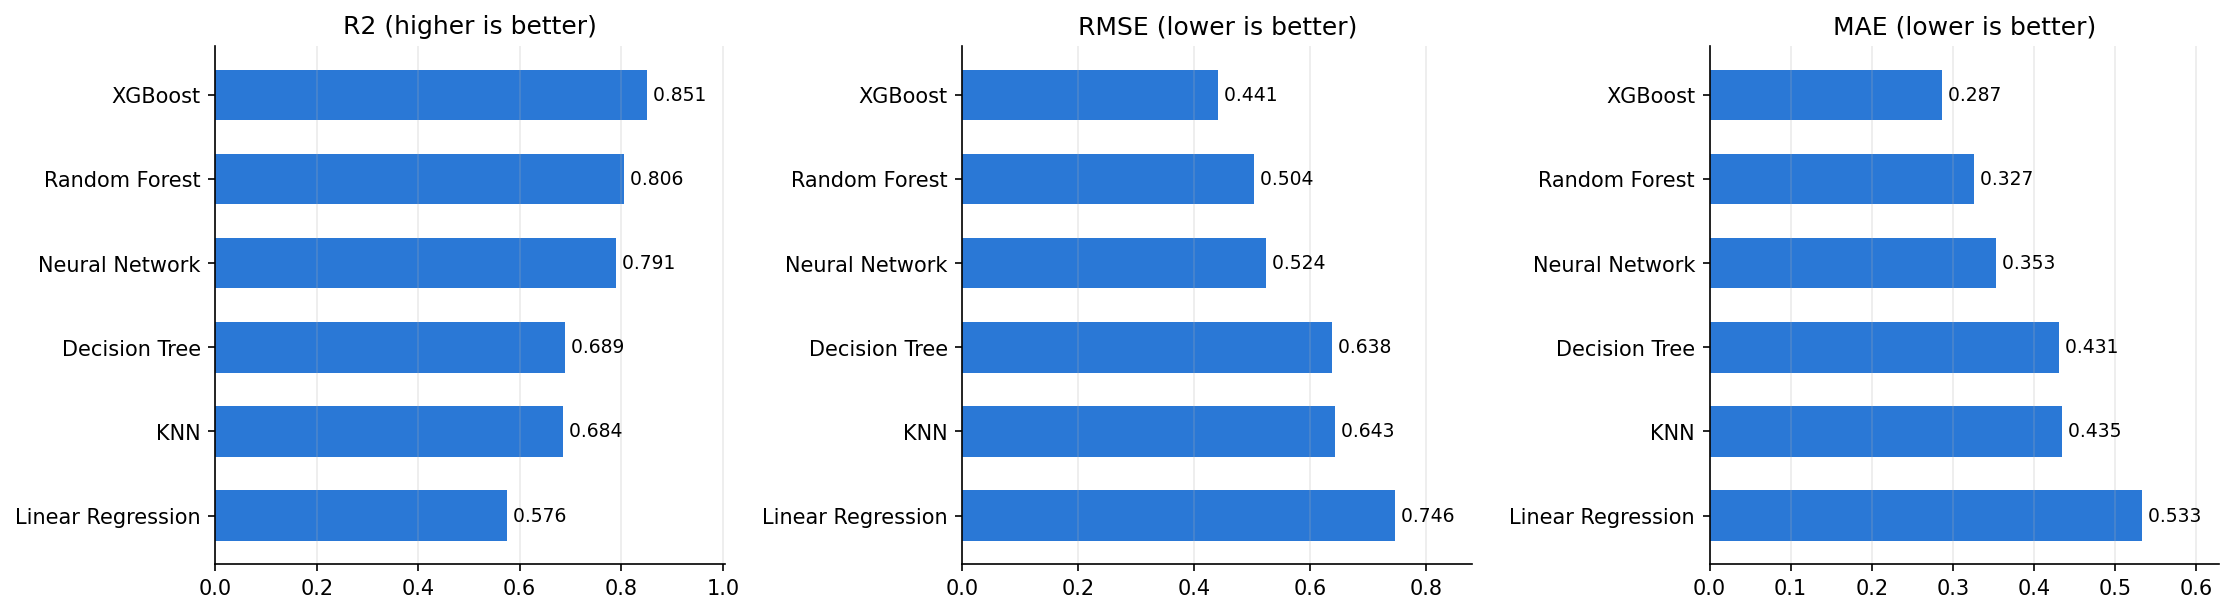 R2 (higher is better)
XGBoost
0.851
Random Forest
0.806
Neural Network
0.791
Decision Tree
0.689
KNN
0.684
Linear Regression
0.576
0.0 0.2 0.4 0.6 0.8 1.0
RMSE (lower is better)
XGBoost
0.441
Random Forest
0.504
Neural Network
0.524
Decision Tree
0.638
KNN
0.643
Linear Regression
0.746
0.0 0.2 0.4 0.6 0.8
MAE (lower is better)
XGBoost
0.287
Random Forest
0.327
Neural Network
0.353
Decision Tree
0.431
KNN
0.435
Linear Regression
0.533
0.0 0.1 0.2 0.3 0.4 0.5 0.6